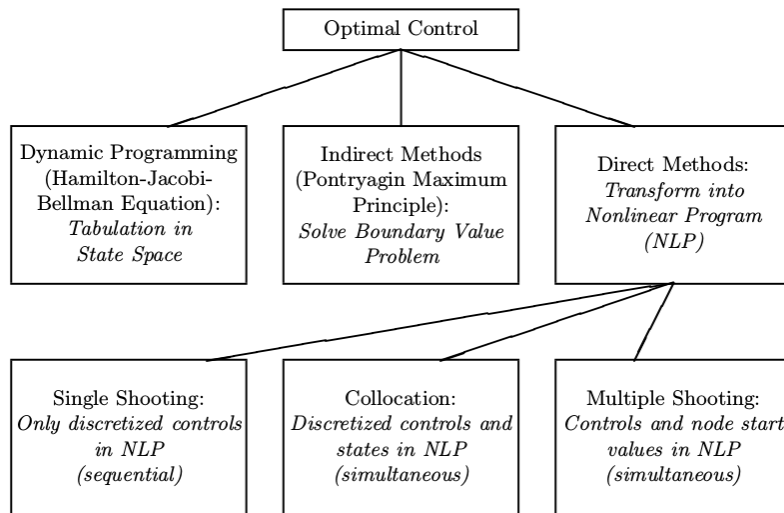 Optimal Control
Dynamic Programming
(Hamilton-Jacobi-
Bellman Equation):
Tabulation in
State Space
Indirect Methods
(Pontryagin Maximum
Principle):
Solve Boundary Value
Problem
Direct Methods:
Transform into
Nonlinear Program
(NLP)
Single Shooting:
Only discretized controls
in NLP
(sequential)
Collocation:
Discretized controls and
states in NLP
(simultaneous)
Multiple Shooting:
Controls and node start
values in NLP
(simultaneous)